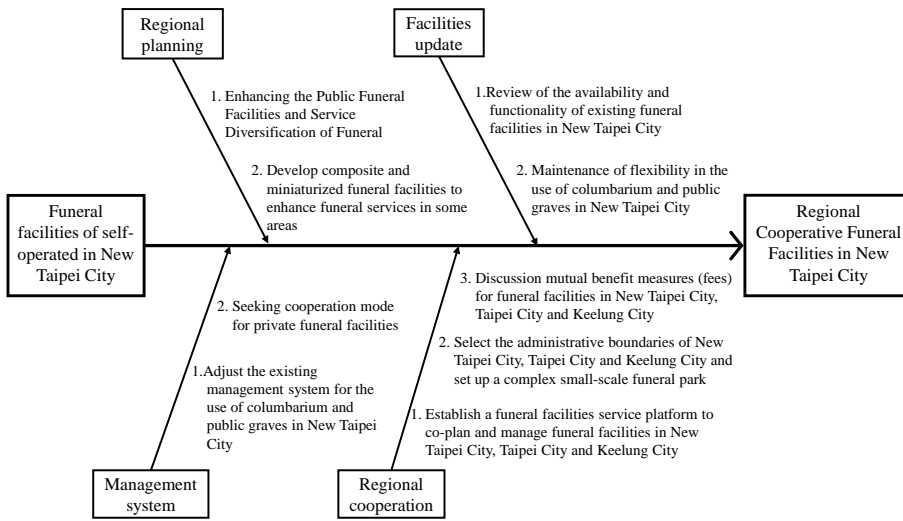 Regional
planning
Facilities
update
1. Enhancing the Public Funeral
Facilities and Service
Diversification of Funeral
1.Review of the availability and
functionality of existing funeral
facilities in New Taipei City
2. Develop composite and
miniaturized funeral facilities to
enhance funeral services in some
areas
2. Maintenance of flexibility in the
use of columbarium and public
graves in New Taipei City
Funeral
facilities of self-
operated in New
Taipei City
Regional
Cooperative Funeral
Facilities in New
Taipei City
2. Seeking cooperation mode
for private funeral facilities
1.Adjust the existing
management system for the
use of columbarium and
public graves in New Taipei
City
3. Discussion mutual benefit measures (fees)
for funeral facilities in New Taipei City,
Taipei City and Keelung City
2. Select the administrative boundaries of New
Taipei City, Taipei City and Keelung City and
set up a complex small-scale funeral park
1. Establish a funeral facilities service platform to
co-plan and manage funeral facilities in New
Taipei City, Taipei City and Keelung City
Management
system
Regional
cooperation